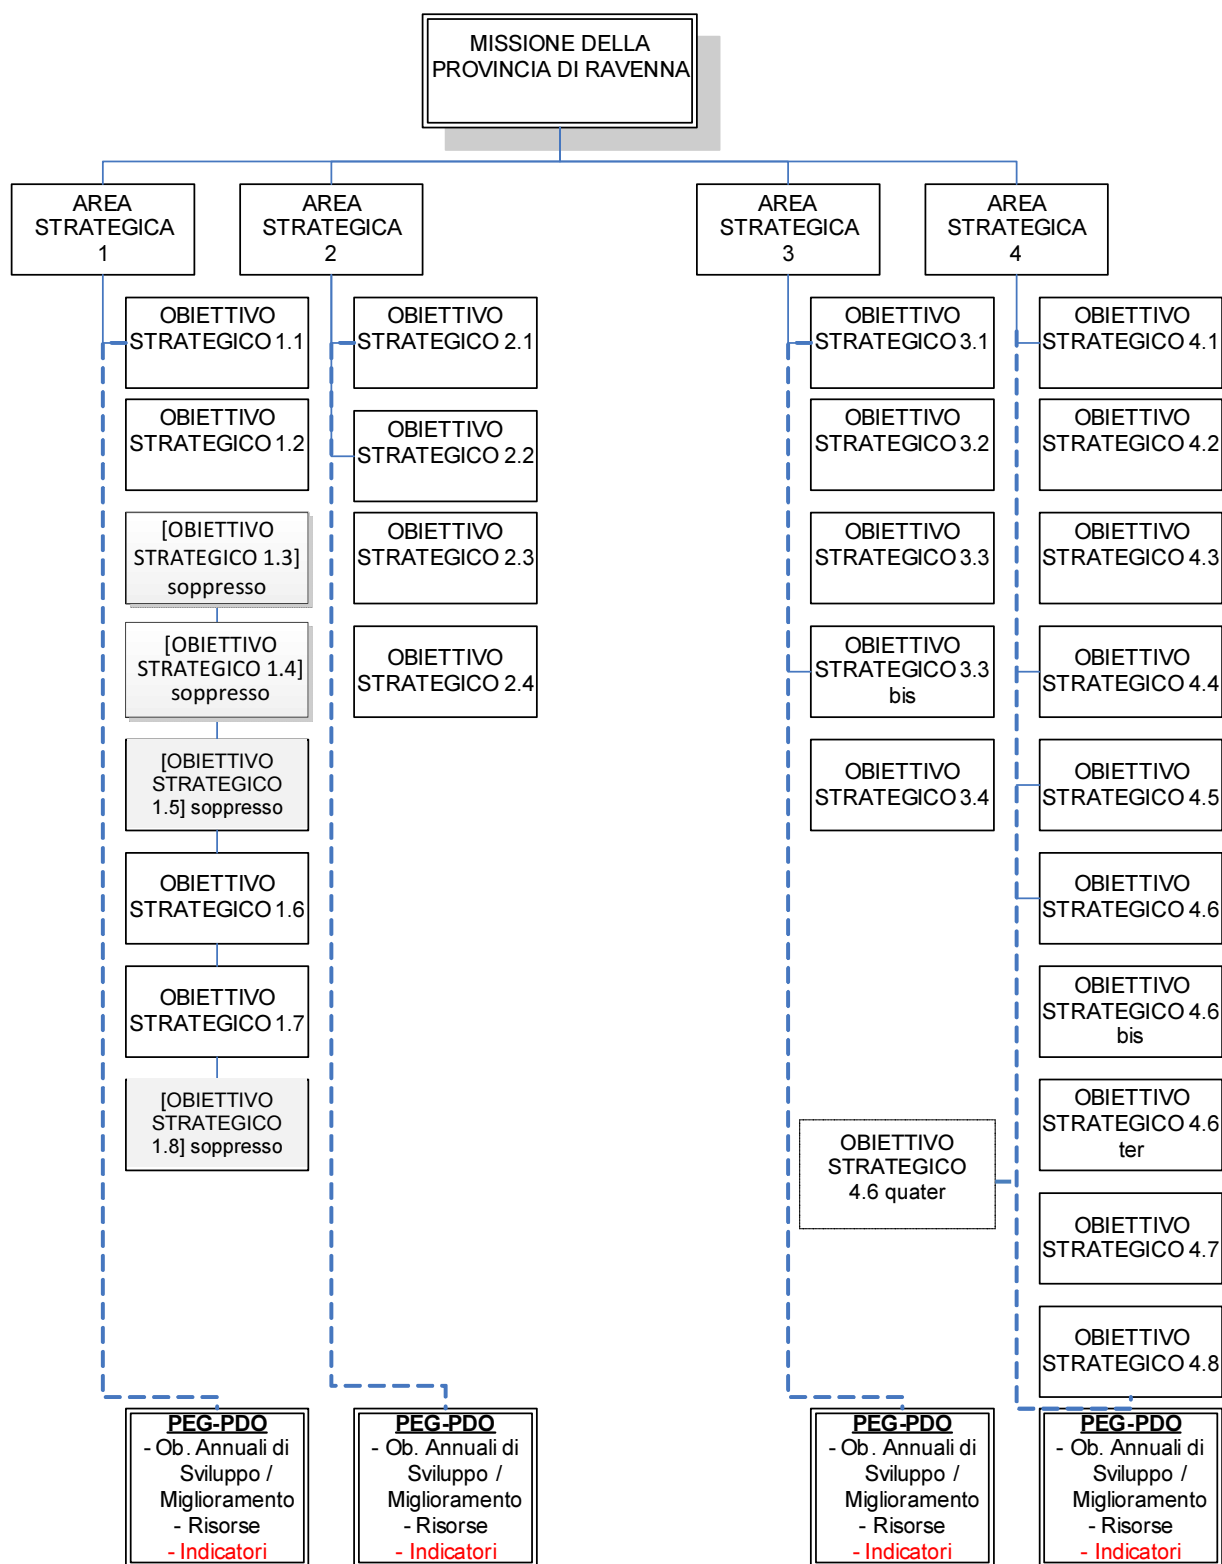 MISSIONE DELLA
PROVINCIA DI RAVENNA
AREA
STRATEGICA
1
AREA
STRATEGICA
2
AREA
STRATEGICA
3
AREA
STRATEGICA
4
OBIETTIVO
STRATEGICO 1.1
OBIETTIVO
STRATEGICO 1.2
[OBIETTIVO
STRATEGICO 1.3]
soppresso
[OBIETTIVO
STRATEGICO 1.4]
soppresso
[OBIETTIVO
STRATEGICO
1.5] soppresso
OBIETTIVO
STRATEGICO 1.6
OBIETTIVO
STRATEGICO 1.7
[OBIETTIVO
STRATEGICO
1.8] soppresso
OBIETTIVO
STRATEGICO 2.1
OBIETTIVO
STRATEGICO 2.2
OBIETTIVO
STRATEGICO 2.3
OBIETTIVO
STRATEGICO 2.4
OBIETTIVO
STRATEGICO 3.1
OBIETTIVO
STRATEGICO 3.2
OBIETTIVO
STRATEGICO 3.3
OBIETTIVO
STRATEGICO 3.3
bis
OBIETTIVO
STRATEGICO 3.4
OBIETTIVO
STRATEGICO 4.1
OBIETTIVO
STRATEGICO 4.2
OBIETTIVO
STRATEGICO 4.3
OBIETTIVO
STRATEGICO 4.4
OBIETTIVO
STRATEGICO 4.5
OBIETTIVO
STRATEGICO 4.6
OBIETTIVO
STRATEGICO 4.6
bis
OBIETTIVO
STRATEGICO 4.6
ter
OBIETTIVO
STRATEGICO
4.6 quater
OBIETTIVO
STRATEGICO 4.7
OBIETTIVO
STRATEGICO 4.8
PEG-PDO
- Ob. Annuali di
Sviluppo /
Miglioramento
- Risorse
- Indicatori
PEG-PDO
- Ob. Annuali di
Sviluppo /
Miglioramento
- Risorse
- Indicatori
PEG-PDO
- Ob. Annuali di
Sviluppo /
Miglioramento
- Risorse
- Indicatori
PEG-PDO
- Ob. Annuali di
Sviluppo /
Miglioramento
- Risorse
- Indicatori